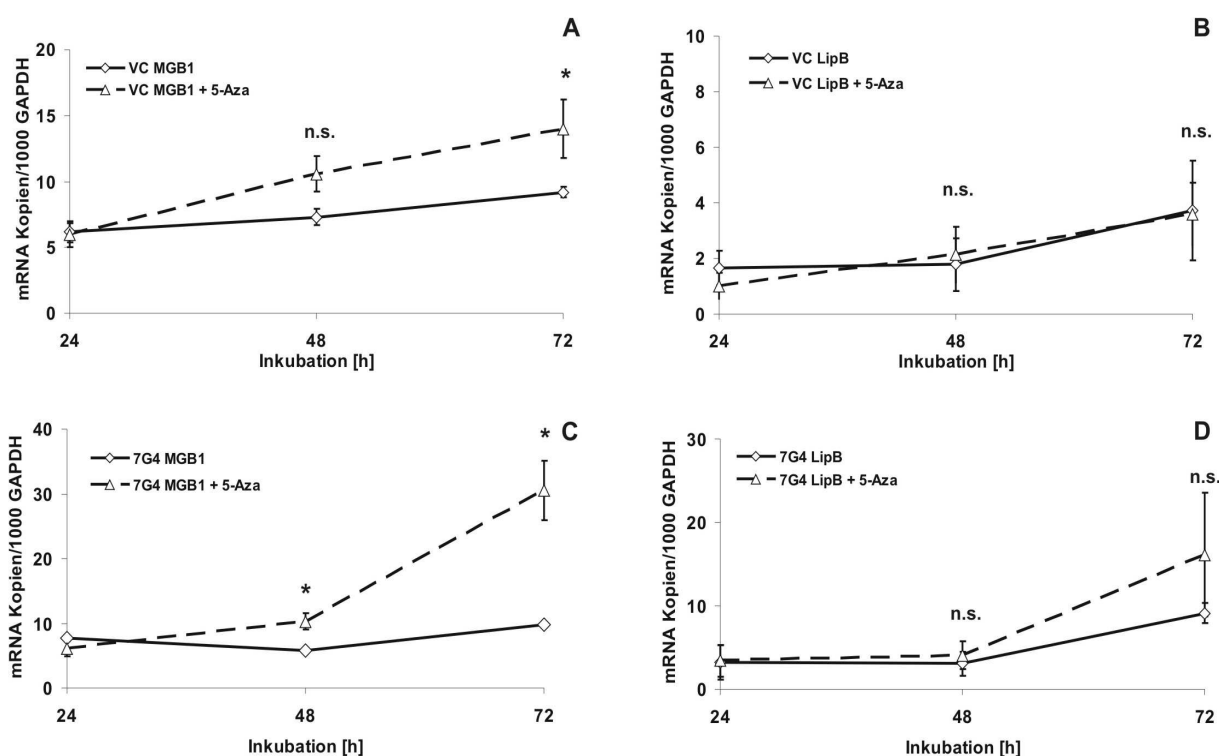 A
mRNA Kopien/1000 GAPDH
20
15
10
5
0
VC MGB1
VC MGB1 + 5-Aza
n.s.
*
24
48
72
Inkubation [h]
B
mRNA Kopien/1000 GAPDH
10
8
6
4
2
0
VC LipB
VC LipB + 5-Aza
n.s.
n.s.
24
48
72
Inkubation [h]
C
mRNA Kopien/1000 GAPDH
40
30
20
10
0
7G4 MGB1
7G4 MGB1 + 5-Aza
*
*
24
48
72
Inkubation [h]
D
mRNA Kopien/1000 GAPDH
30
20
10
0
7G4 LipB
7G4 LipB + 5-Aza
n.s.
n.s.
24
48
72
Inkubation [h]